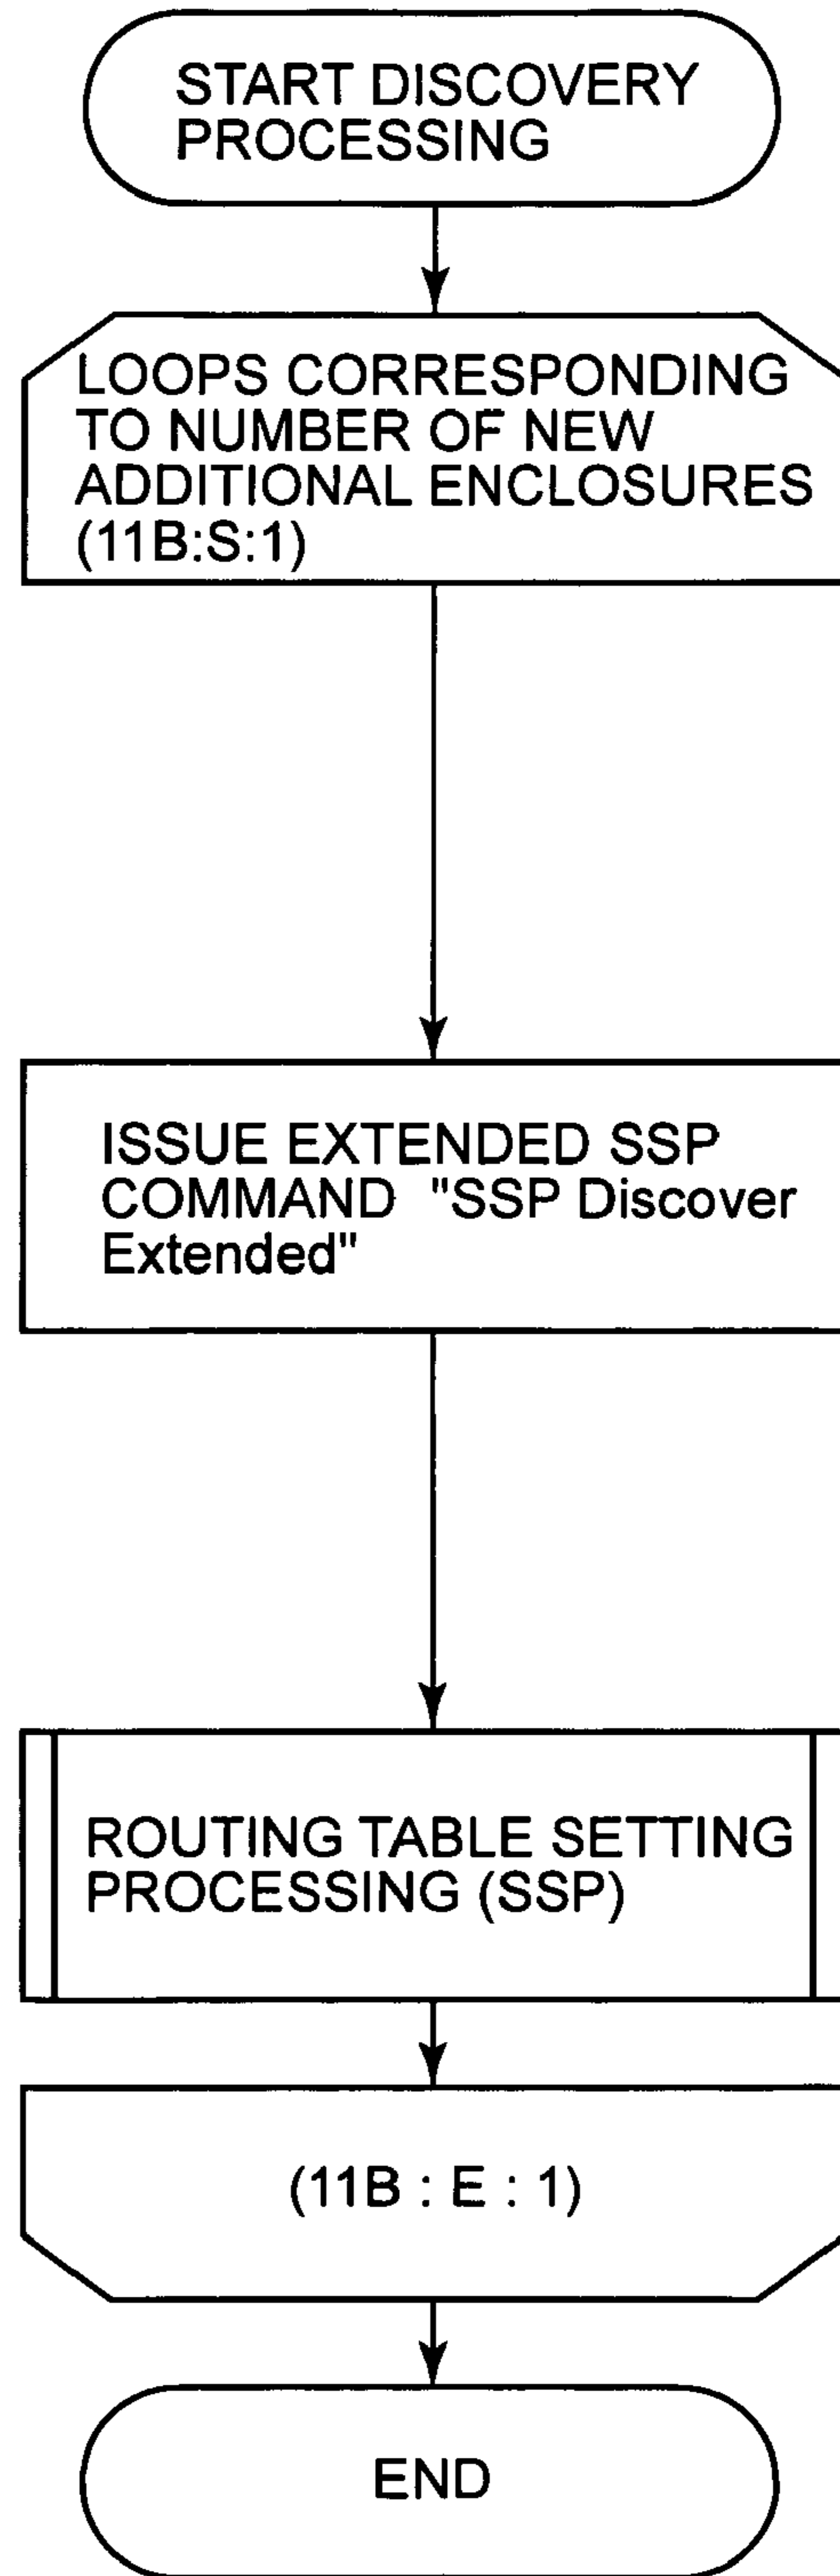 START DISCOVERY
PROCESSING
LOOPS CORRESPONDING
TO NUMBER OF NEW
ADDITIONAL ENCLOSURES
(11B:S:1)
ISSUE EXTENDED SSP
COMMAND "SSP Discover
Extended"
ROUTING TABLE SETTING
PROCESSING (SSP)
(11B : E : 1)
END